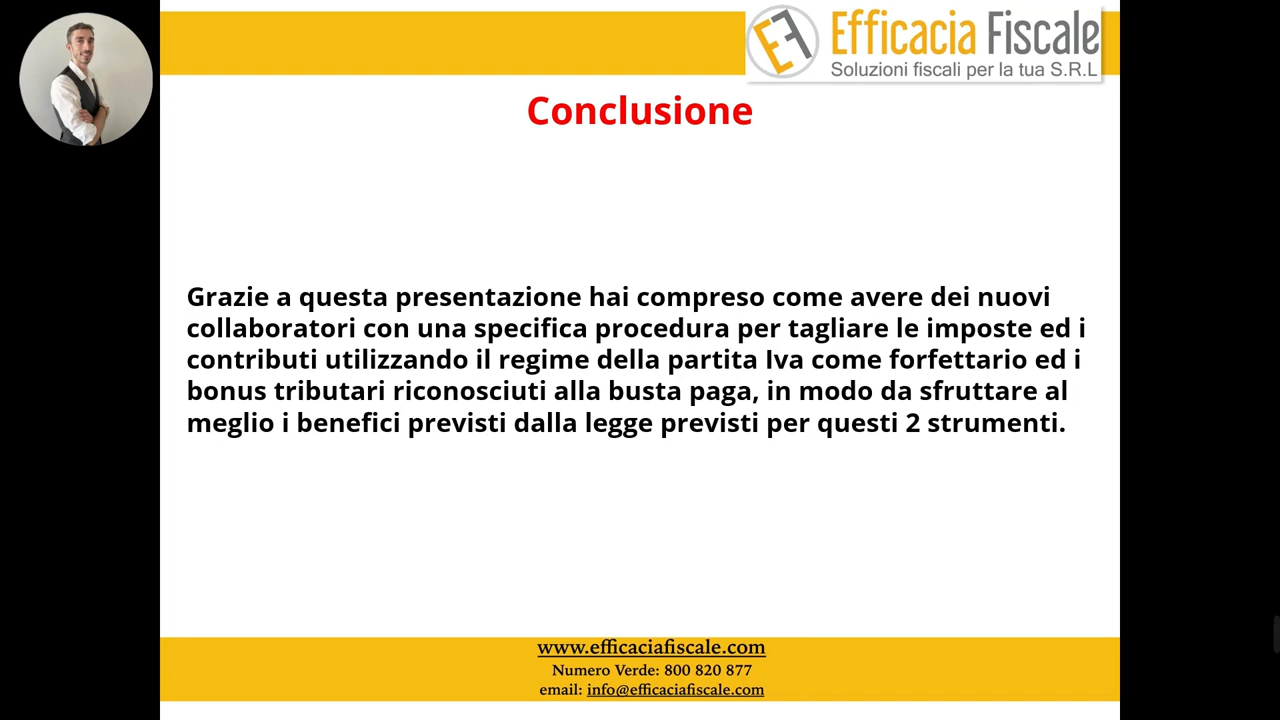 Efficacia Fiscale
Soluzioni fiscali per la tua S.R.L
Conclusione
Grazie a questa presentazione hai compreso come avere dei nuovi
collaboratori con una specifica procedura per tagliare le imposte ed i
contributi utilizzando il regime della partita Iva come forfettario ed i
bonus tributari riconosciuti alla busta paga, in modo da sfruttare al
meglio i benefici previsti dalla legge previsti per questi 2 strumenti.
www.efficaciafiscale.com
Numero Verde: 800 820 877
email: info@efficaciafiscale.com